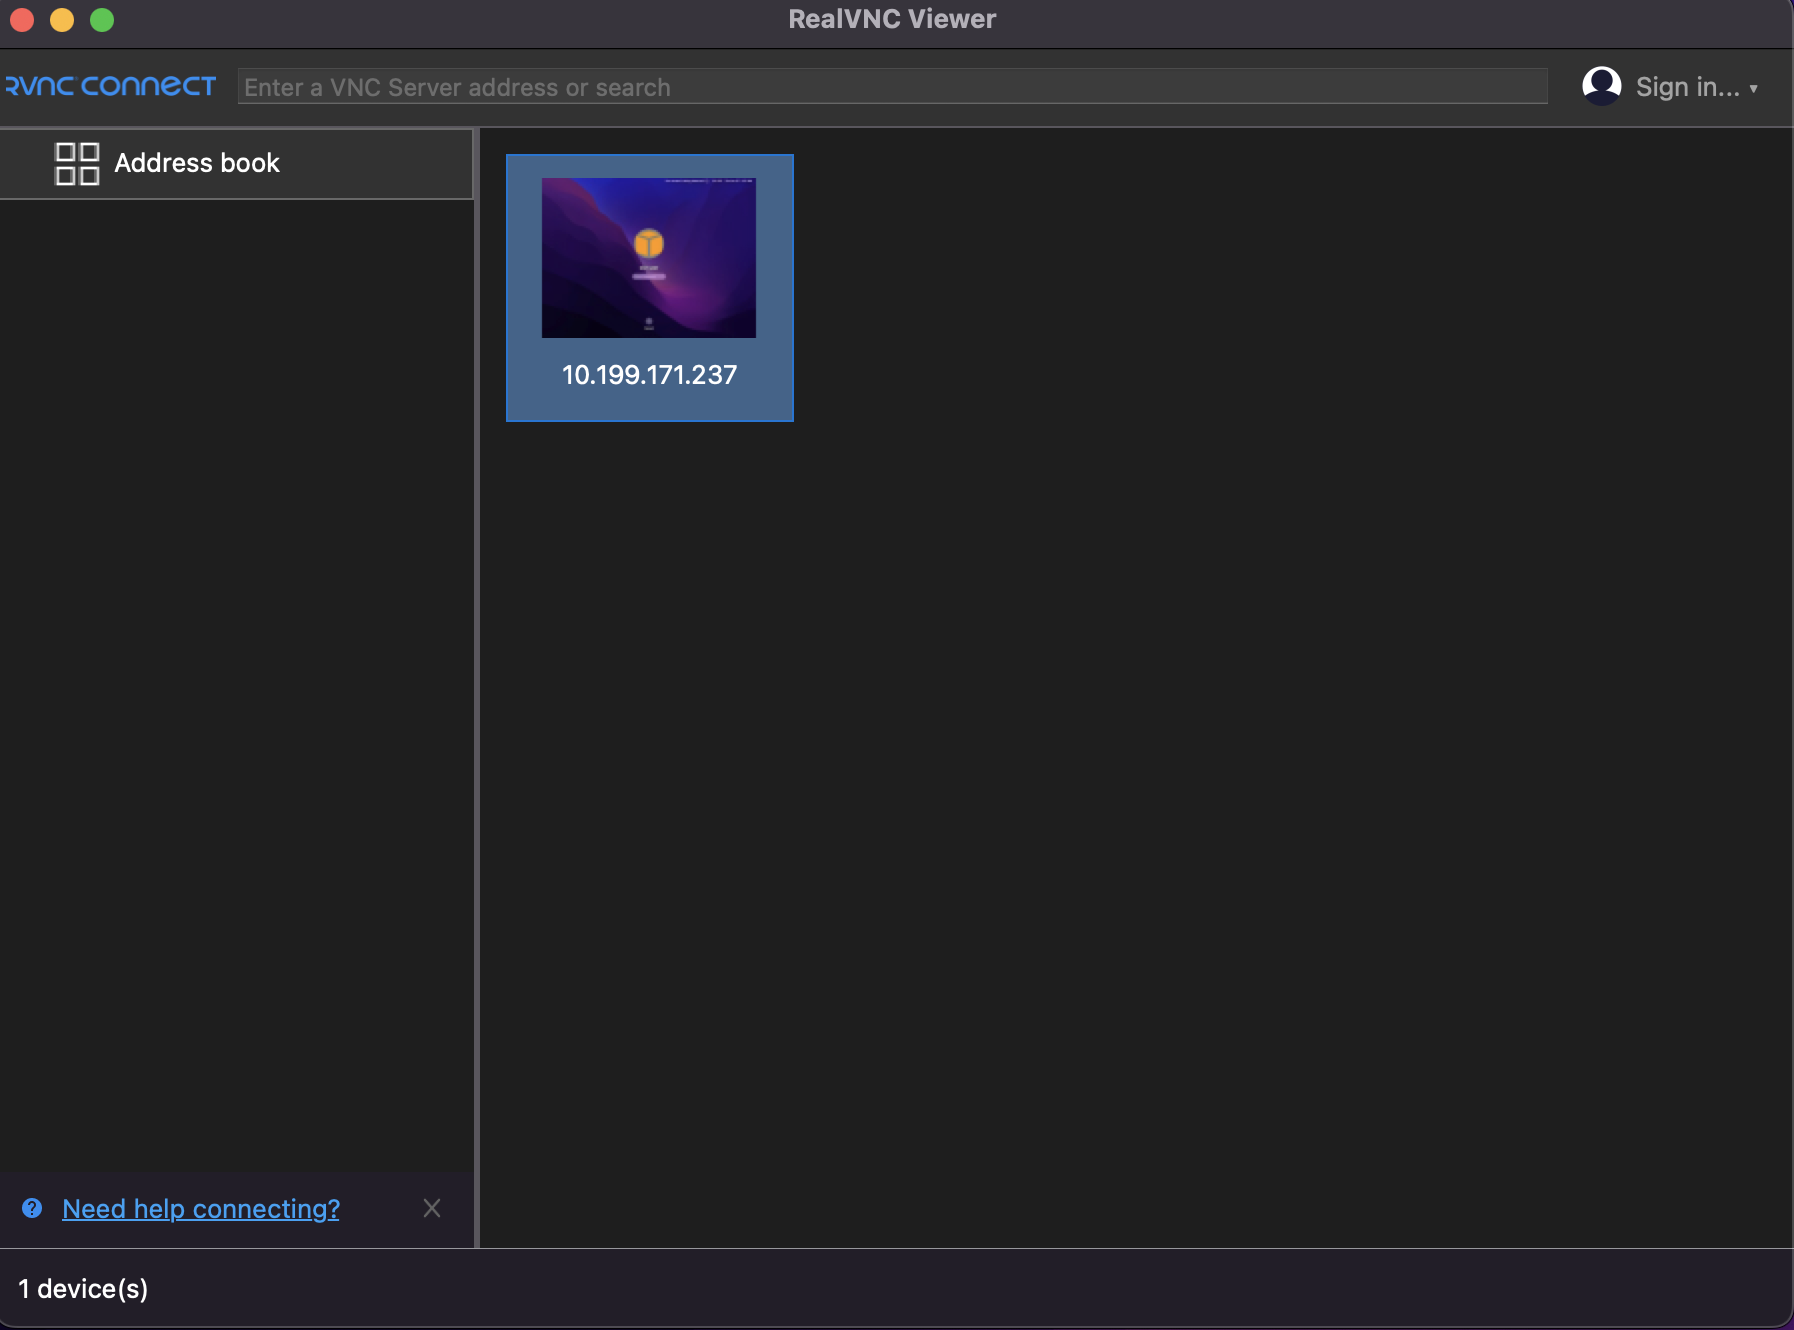 RealVNC Viewer
RVNC CONNECT
Enter a VNC Server address or search
Sign in...
Address book
10.199.171.237
Need help connecting?
1 device(s)